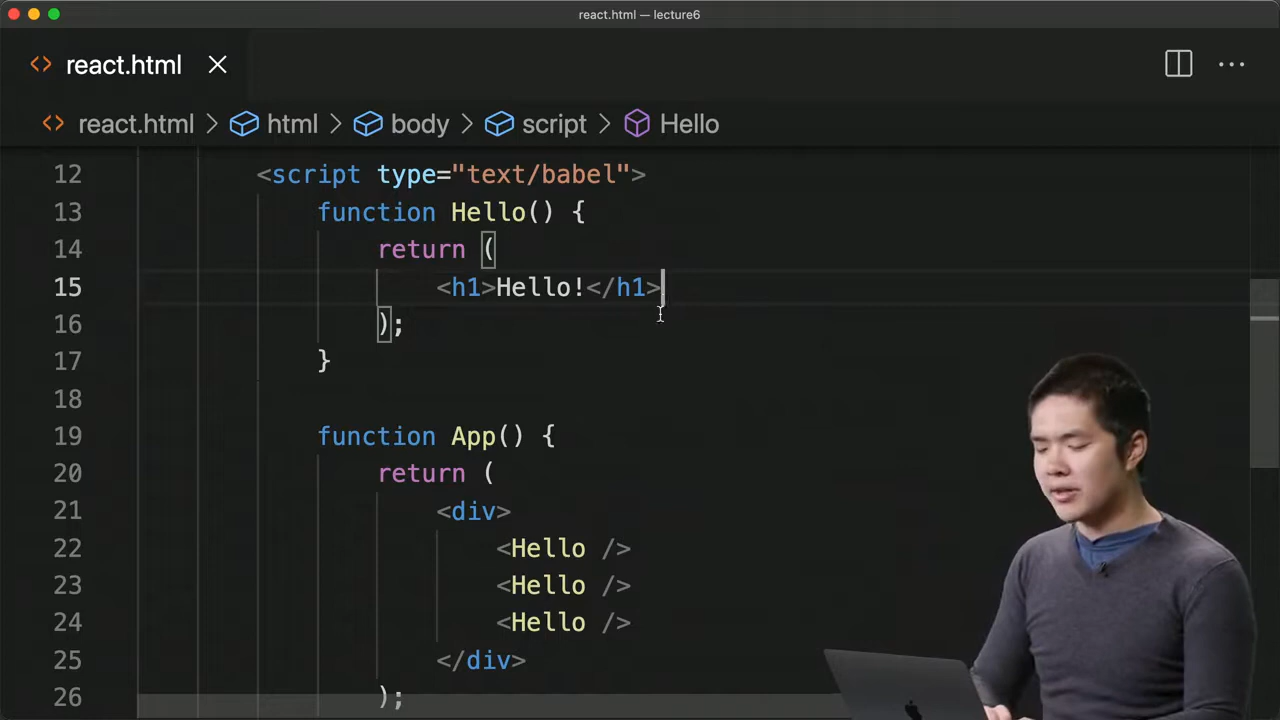 react.html — lecture6
react.html
react.html > html > body > script > Hello
12 <script type="text/babel">
13 function Hello() {
14 return (
15 <h1>Hello!</h1>
16 );
17 }
18
19 function App() {
20 return (
21 <div>
22 <Hello />
23 <Hello />
24 <Hello />
25 </div>
26 );